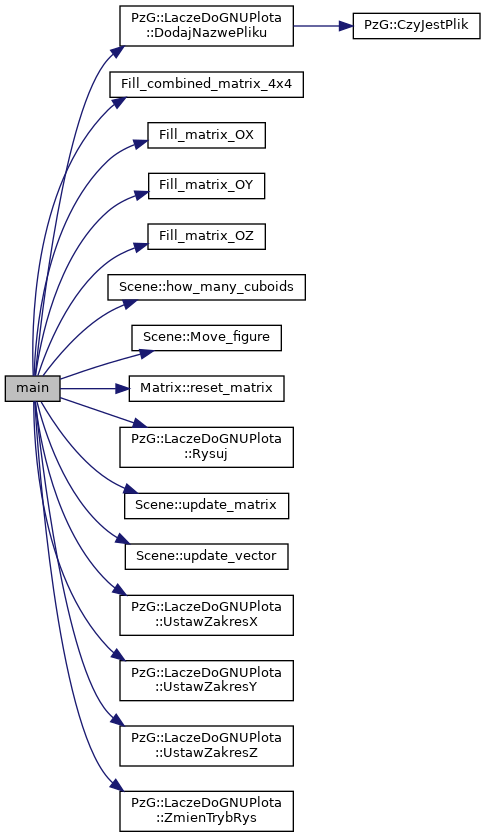 PzG::LaczeDoGNUPlota
::DodajNazwePliku
PzG::CzyJestPlik
Fill_combined_matrix_4x4
Fill_matrix_OX
Fill_matrix_OY
Fill_matrix_OZ
Scene::how_many_cuboids
Scene::Move_figure
main
Matrix::reset_matrix
PzG::LaczeDoGNUPlota
::Rysuj
Scene::update_matrix
Scene::update_vector
PzG::LaczeDoGNUPlota
::UstawZakresX
PzG::LaczeDoGNUPlota
::UstawZakresY
PzG::LaczeDoGNUPlota
::UstawZakresZ
PzG::LaczeDoGNUPlota
::ZmienTrybRys